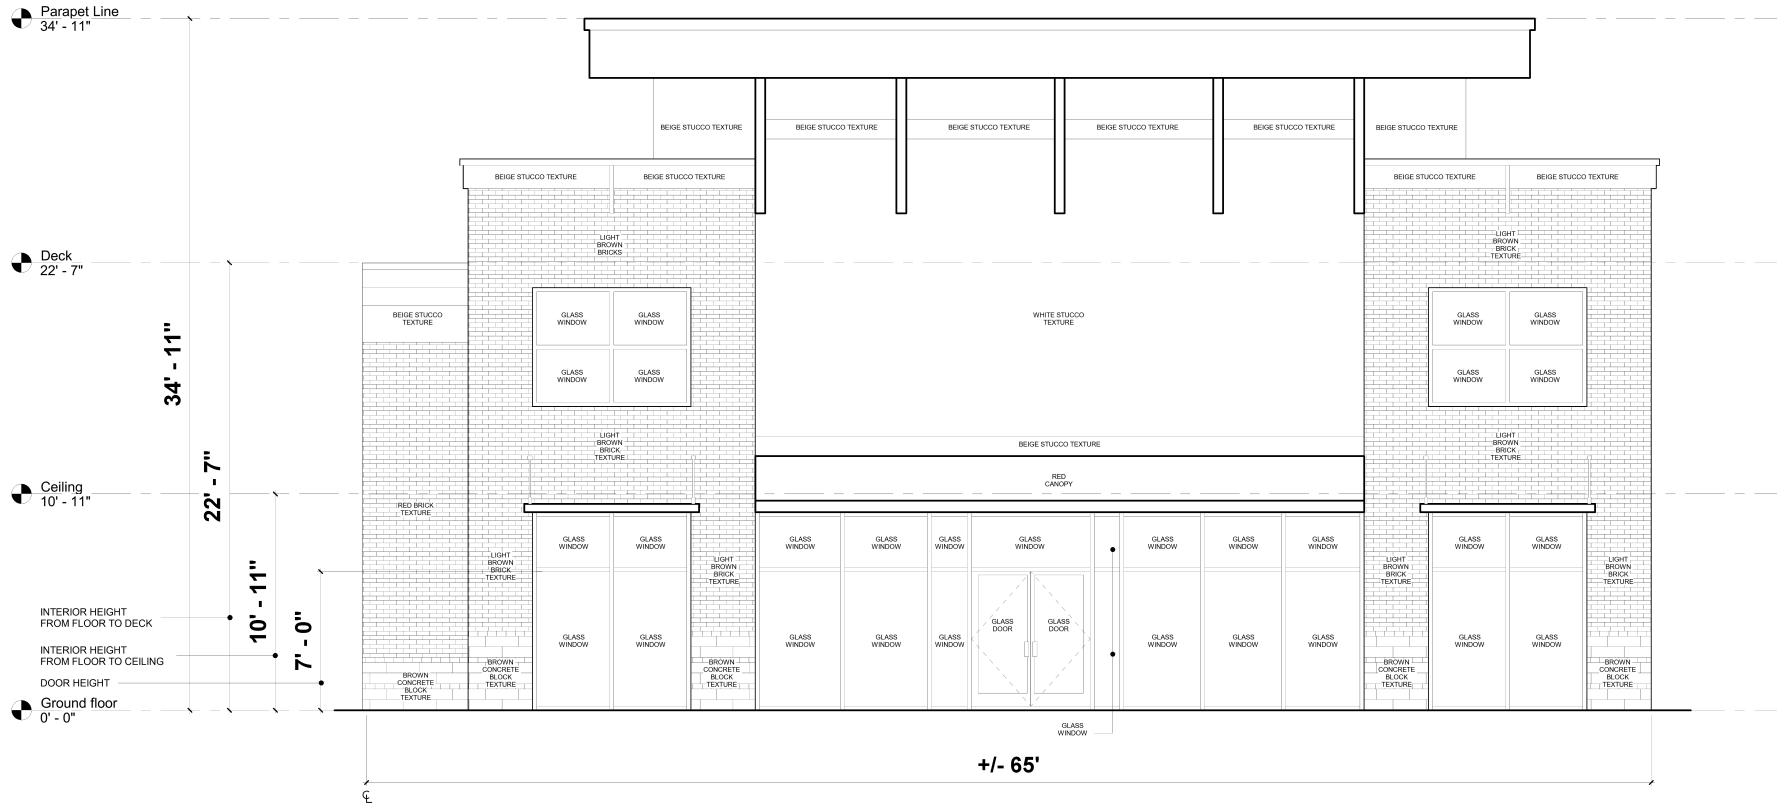 Parapet Line
34' - 11"
BEIGE STUCCO TEXTURE
BEIGE STUCCO TEXTURE
BEIGE STUCCO TEXTURE
BEIGE STUCCO TEXTURE
BEIGE STUCCO TEXTURE
BEIGE STUCCO TEXTURE
BEIGE STUCCO TEXTURE
BEIGE STUCCO TEXTURE
BEIGE STUCCO TEXTURE
BEIGE STUCCO TEXTURE
LIGHT
BROWN
BRICKS
LIGHT
BROWN
BRICK
TEXTURE
Deck
22' - 7"
BEIGE STUCCO
TEXTURE
GLASS
WINDOW
GLASS
WINDOW
WHITE STUCCO
TEXTURE
GLASS
WINDOW
GLASS
WINDOW
34' - 11"
GLASS
WINDOW
GLASS
WINDOW
GLASS
WINDOW
GLASS
WINDOW
LIGHT
BROWN
BRICK
TEXTURE
BEIGE STUCCO TEXTURE
LIGHT
BROWN
BRICK
TEXTURE
22' - 7"
Ceiling
10' - 11"
RED
CANOPY
RED BRICK
TEXTURE
GLASS
WINDOW
GLASS
WINDOW
GLASS
WINDOW
GLASS
WINDOW
GLASS
WINDOW
GLASS
WINDOW
GLASS
WINDOW
GLASS
WINDOW
GLASS
WINDOW
GLASS
WINDOW
GLASS
WINDOW
LIGHT
BROWN
BRICK
TEXTURE
LIGHT
BROWN
BRICK
TEXTURE
LIGHT
BROWN
BRICK
TEXTURE
LIGHT
BROWN
BRICK
TEXTURE
10' - 11"
7' - 0"
INTERIOR HEIGHT
FROM FLOOR TO DECK
INTERIOR HEIGHT
FROM FLOOR TO CEILING
DOOR HEIGHT
GLASS
WINDOW
GLASS
WINDOW
GLASS
WINDOW
GLASS
WINDOW
GLASS
WINDOW
GLASS
DOOR
GLASS
DOOR
GLASS
WINDOW
GLASS
WINDOW
GLASS
WINDOW
GLASS
WINDOW
GLASS
WINDOW
BROWN
CONCRETE
BLOCK
TEXTURE
BROWN
CONCRETE
BLOCK
TEXTURE
BROWN
CONCRETE
BLOCK
TEXTURE
BROWN
CONCRETE
BLOCK
TEXTURE
BROWN
CONCRETE
BLOCK
TEXTURE
Ground floor
0' - 0"
GLASS
WINDOW
+/- 65'
℄